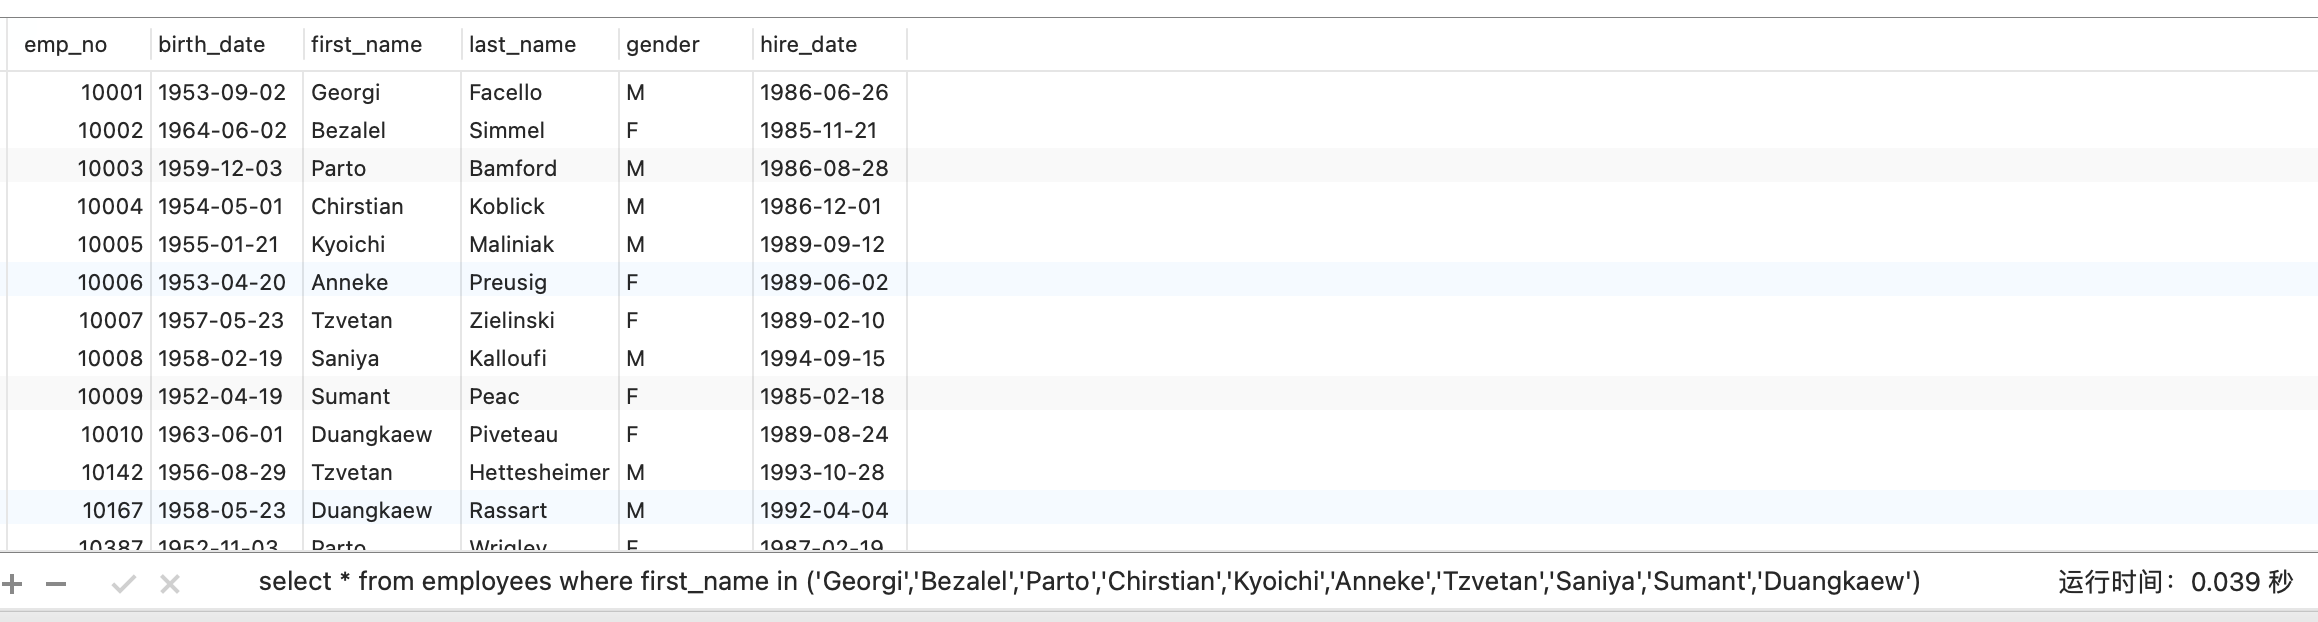 emp_no birth_date first_name last_name gender hire_date
10001 1953-09-02 Georgi Facello M 1986-06-26
10002 1964-06-02 Bezalel Simmel F 1985-11-21
10003 1959-12-03 Parto Bamford M 1986-08-28
10004 1954-05-01 Chirstian Koblick M 1986-12-01
10005 1955-01-21 Kyoichi Maliniak M 1989-09-12
10006 1953-04-20 Anneke Preusig F 1989-06-02
10007 1957-05-23 Tzvetan Zielinski F 1989-02-10
10008 1958-02-19 Saniya Kalloufi M 1994-09-15
10009 1952-04-19 Sumant Peac F 1985-02-18
10010 1963-06-01 Duangkaew Piveteau F 1989-08-24
10142 1956-08-29 Tzvetan Hettesheimer M 1993-10-28
10167 1958-05-23 Duangkaew Rassart M 1992-04-04
10387 1952-11-03 Parto Wrigley F 1987-02-19
select * from employees where first_name in ('Georgi','Bezalel','Parto','Chirstian','Kyoichi','Anneke','Tzvetan','Saniya','Sumant','Duangkaew') 运行时间：0.039 秒